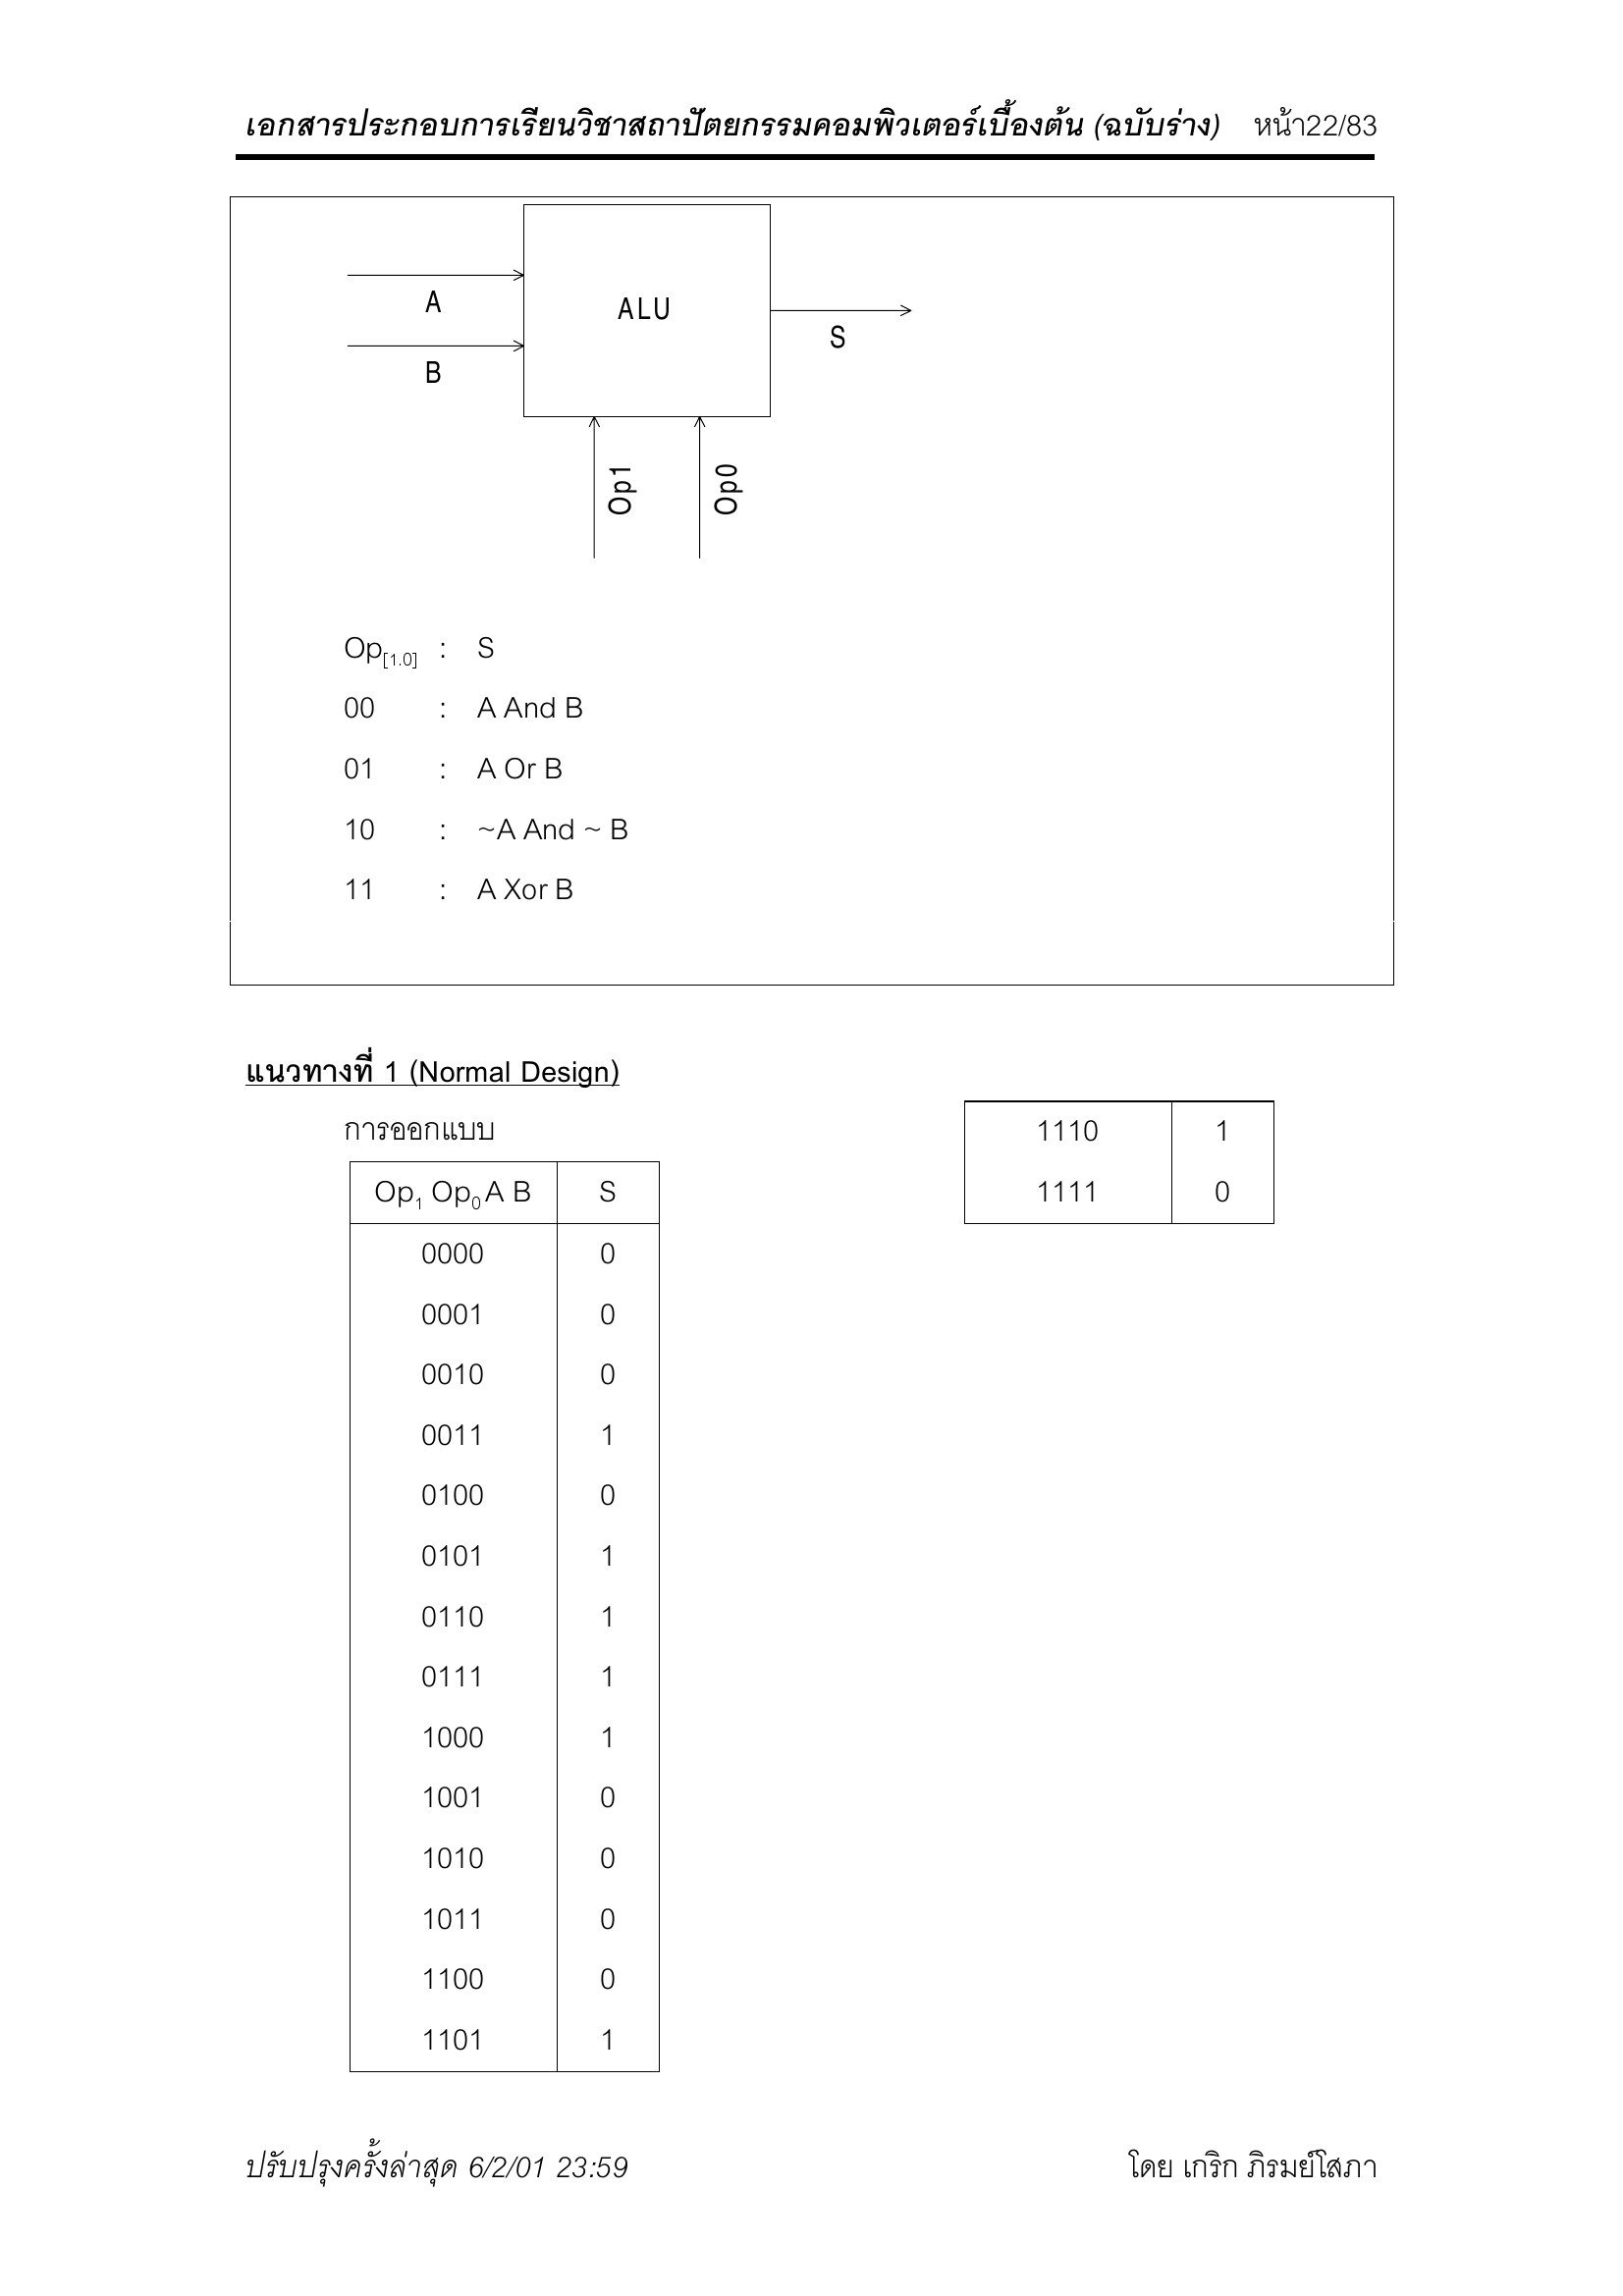 เอกสารประกอบการเรียนวิชาสถาปัตยกรรมคอมพิวเตอร์เบื้องต้น (ฉบับร่าง) หน้า22/83
A
ALU
S
B
Op1
Op0
Op[1.0] : S
00 : A And B
01 : A Or B
10 : ~A And ~ B
11 : A Xor B
แนวทางที่ 1 (Normal Design)
การออกแบบ
Op1 Op0 A B S
0000 0
0001 0
0010 0
0011 1
0100 0
0101 1
0110 1
0111 1
1000 1
1001 0
1010 0
1011 0
1100 0
1101 1
1110 1
1111 0
ปรับปรุงครั้งล่าสุด 6/2/01 23:59 โดย เกริก ภิรมย์โสภา